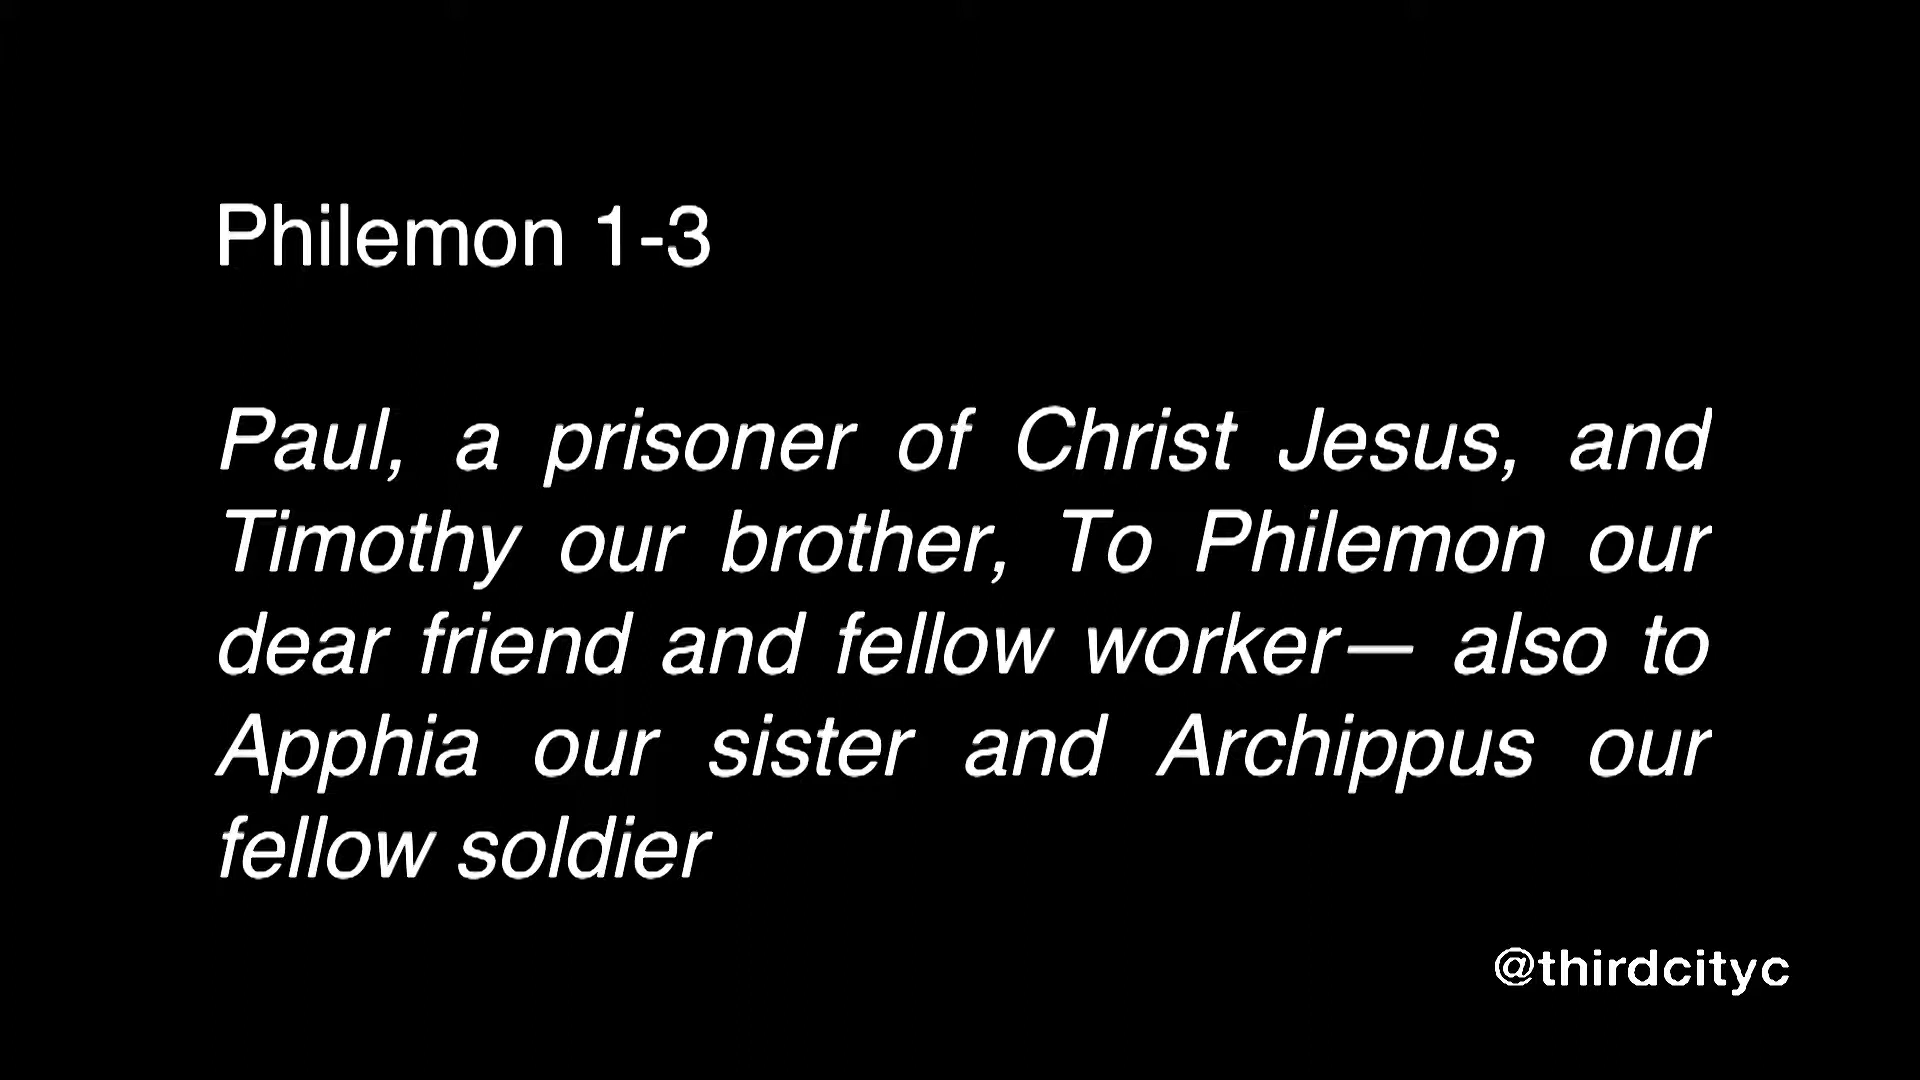 Philemon 1-3
Paul, a prisoner of Christ Jesus, and
Timothy our brother, To Philemon our
dear friend and fellow worker— also to
Apphia our sister and Archippus our
fellow soldier
@thirdcityc